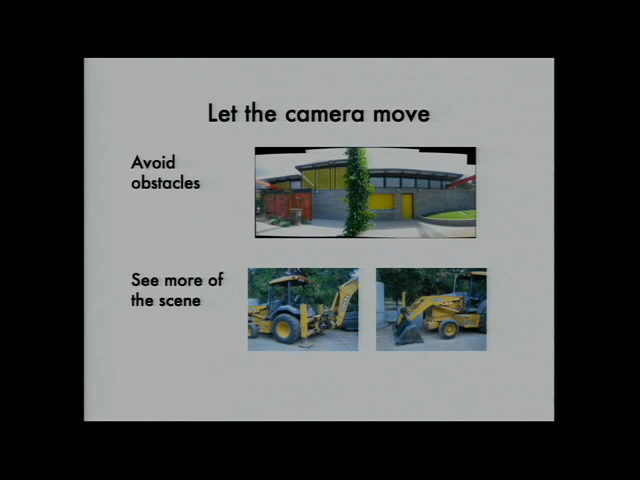 Let the camera move
Avoid
obstacles
See more of
the scene